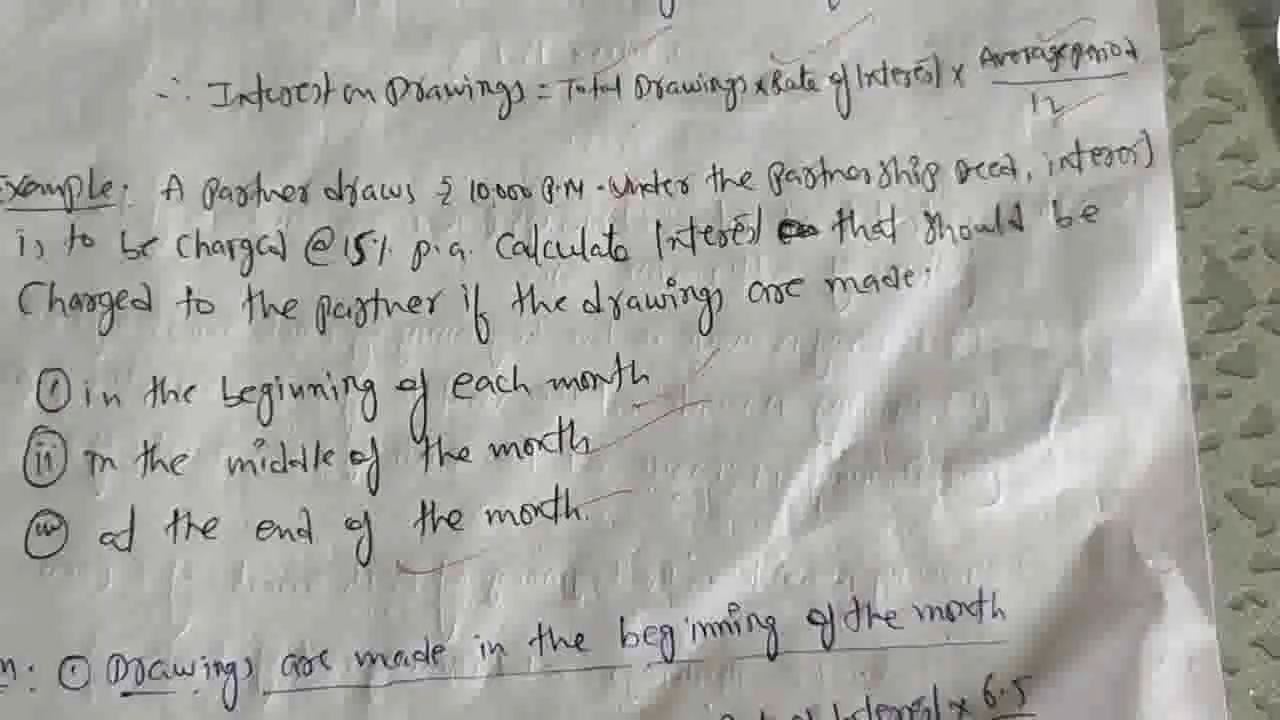 ∴ Interest on Drawings = Total Drawings × Rate of Interest × Average period / 12
Example: A partner draws ₹ 10,000 P.M. Under the partnership deed, interest
is to be charged @ 15% p.a. Calculate Interest that should be
Charged to the partner if the drawings are made:
(i) in the beginning of each month
(ii) in the middle of the month
(iii) at the end of the month.
n: (i) Drawings are made in the beginning of the month
Interest × 6.5